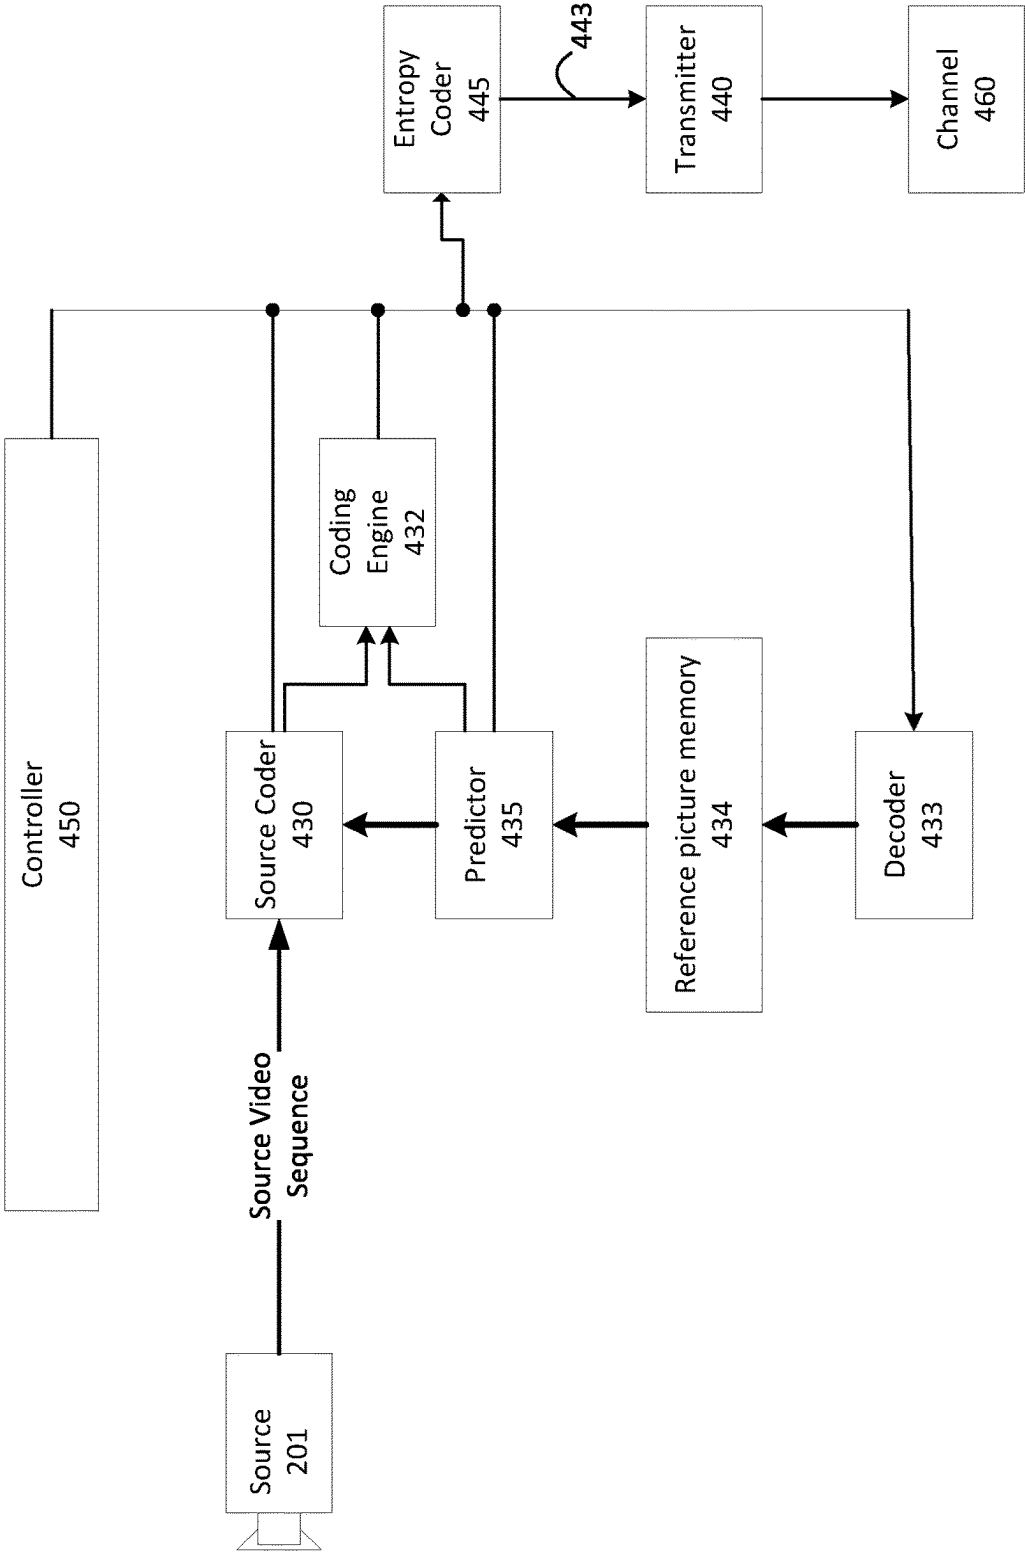 Controller
450
Source
201
Source Video
Sequence
Source Coder
430
Coding
Engine
432
Predictor
435
Reference picture memory
434
Decoder
433
Entropy
Coder
445
443
Transmitter
440
Channel
460